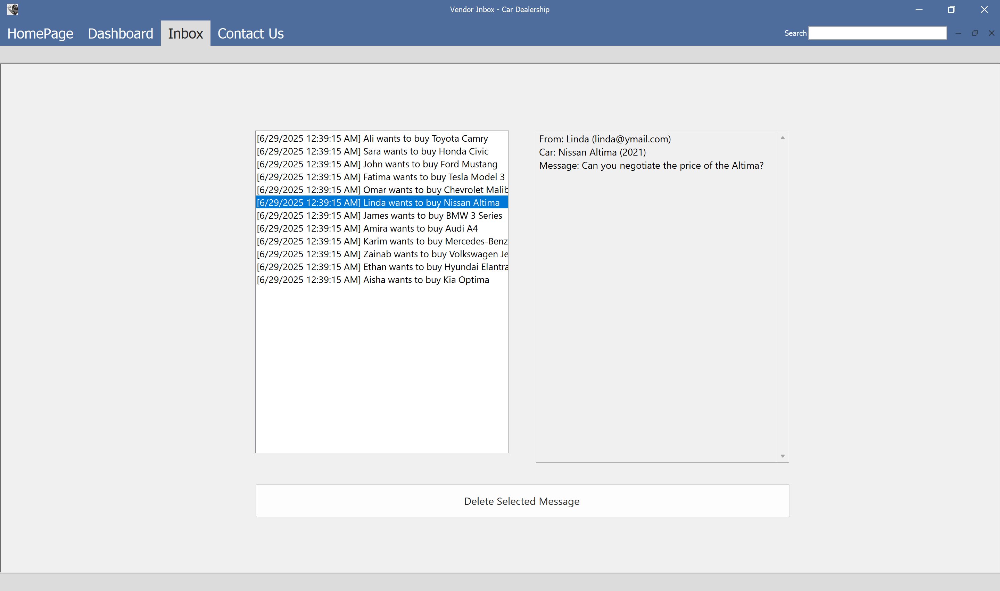 Vendor Inbox - Car Dealership
HomePage Dashboard Inbox Contact Us Search
[6/29/2025 12:39:15 AM] Ali wants to buy Toyota Camry
[6/29/2025 12:39:15 AM] Sara wants to buy Honda Civic
[6/29/2025 12:39:15 AM] John wants to buy Ford Mustang
[6/29/2025 12:39:15 AM] Fatima wants to buy Tesla Model 3
[6/29/2025 12:39:15 AM] Omar wants to buy Chevrolet Malib
[6/29/2025 12:39:15 AM] Linda wants to buy Nissan Altima
[6/29/2025 12:39:15 AM] James wants to buy BMW 3 Series
[6/29/2025 12:39:15 AM] Amira wants to buy Audi A4
[6/29/2025 12:39:15 AM] Karim wants to buy Mercedes-Benz
[6/29/2025 12:39:15 AM] Zainab wants to buy Volkswagen Je
[6/29/2025 12:39:15 AM] Ethan wants to buy Hyundai Elantra
[6/29/2025 12:39:15 AM] Aisha wants to buy Kia Optima
From: Linda (linda@ymail.com)
Car: Nissan Altima (2021)
Message: Can you negotiate the price of the Altima?
Delete Selected Message